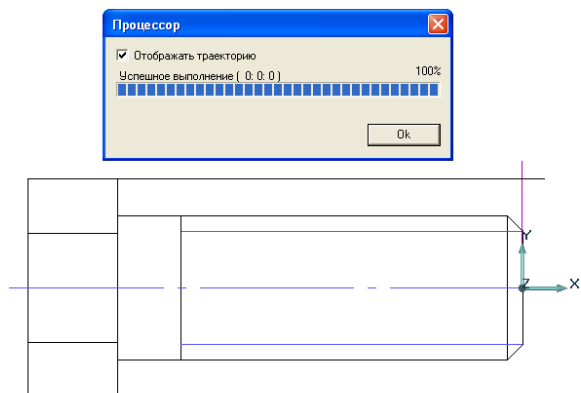 Процессор
Отображать траекторию
Успешное выполнение ( 0: 0: 0 )
100%
Ok
Y
Z
X